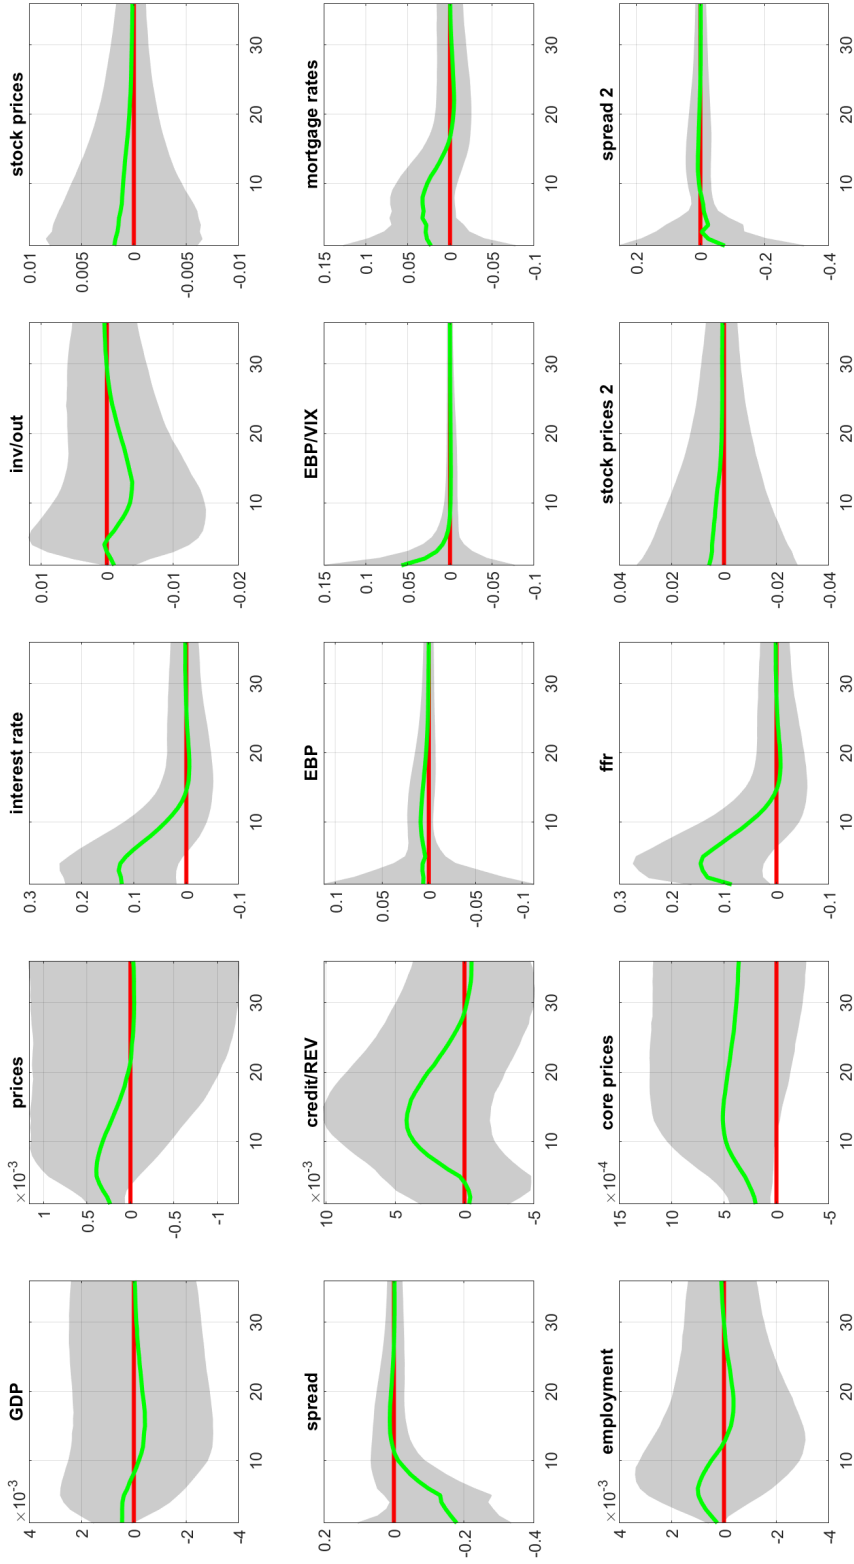 GDP
×10⁻³
4
2
0
-2
-4
10 20 30
prices
×10⁻³
1
0.5
0
-0.5
-1
10 20 30
interest rate
0.3
0.2
0.1
0
-0.1
10 20 30
inv/out
0.01
0
-0.01
-0.02
10 20 30
stock prices
0.01
0.005
0
-0.005
-0.01
10 20 30
spread
0.2
0
-0.2
-0.4
10 20 30
credit/REV
×10⁻³
10
5
0
-5
10 20 30
EBP
0.1
0.05
0
-0.05
-0.1
10 20 30
EBP/VIX
0.15
0.1
0.05
0
-0.05
-0.1
10 20 30
mortgage rates
0.15
0.1
0.05
0
-0.05
-0.1
10 20 30
employment
×10⁻³
4
2
0
-2
-4
10 20 30
core prices
×10⁻⁴
15
10
5
0
-5
10 20 30
ffr
0.3
0.2
0.1
0
-0.1
10 20 30
stock prices 2
0.04
0.02
0
-0.02
-0.04
10 20 30
spread 2
0.2
0
-0.2
-0.4
10 20 30